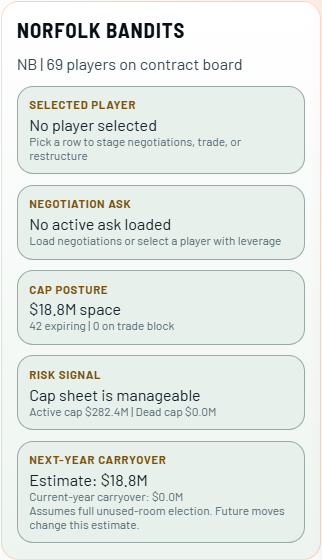 NORFOLK BANDITS
NB | 69 players on contract board
SELECTED PLAYER
No player selected
Pick a row to stage negotiations, trade, or
restructure
NEGOTIATION ASK
No active ask loaded
Load negotiations or select a player with leverage
CAP POSTURE
$18.8M space
42 expiring | 0 on trade block
RISK SIGNAL
Cap sheet is manageable
Active cap $282.4M | Dead cap $0.0M
NEXT-YEAR CARRYOVER
Estimate: $18.8M
Current-year carryover: $0.0M
Assumes full unused-room election. Future moves
change this estimate.